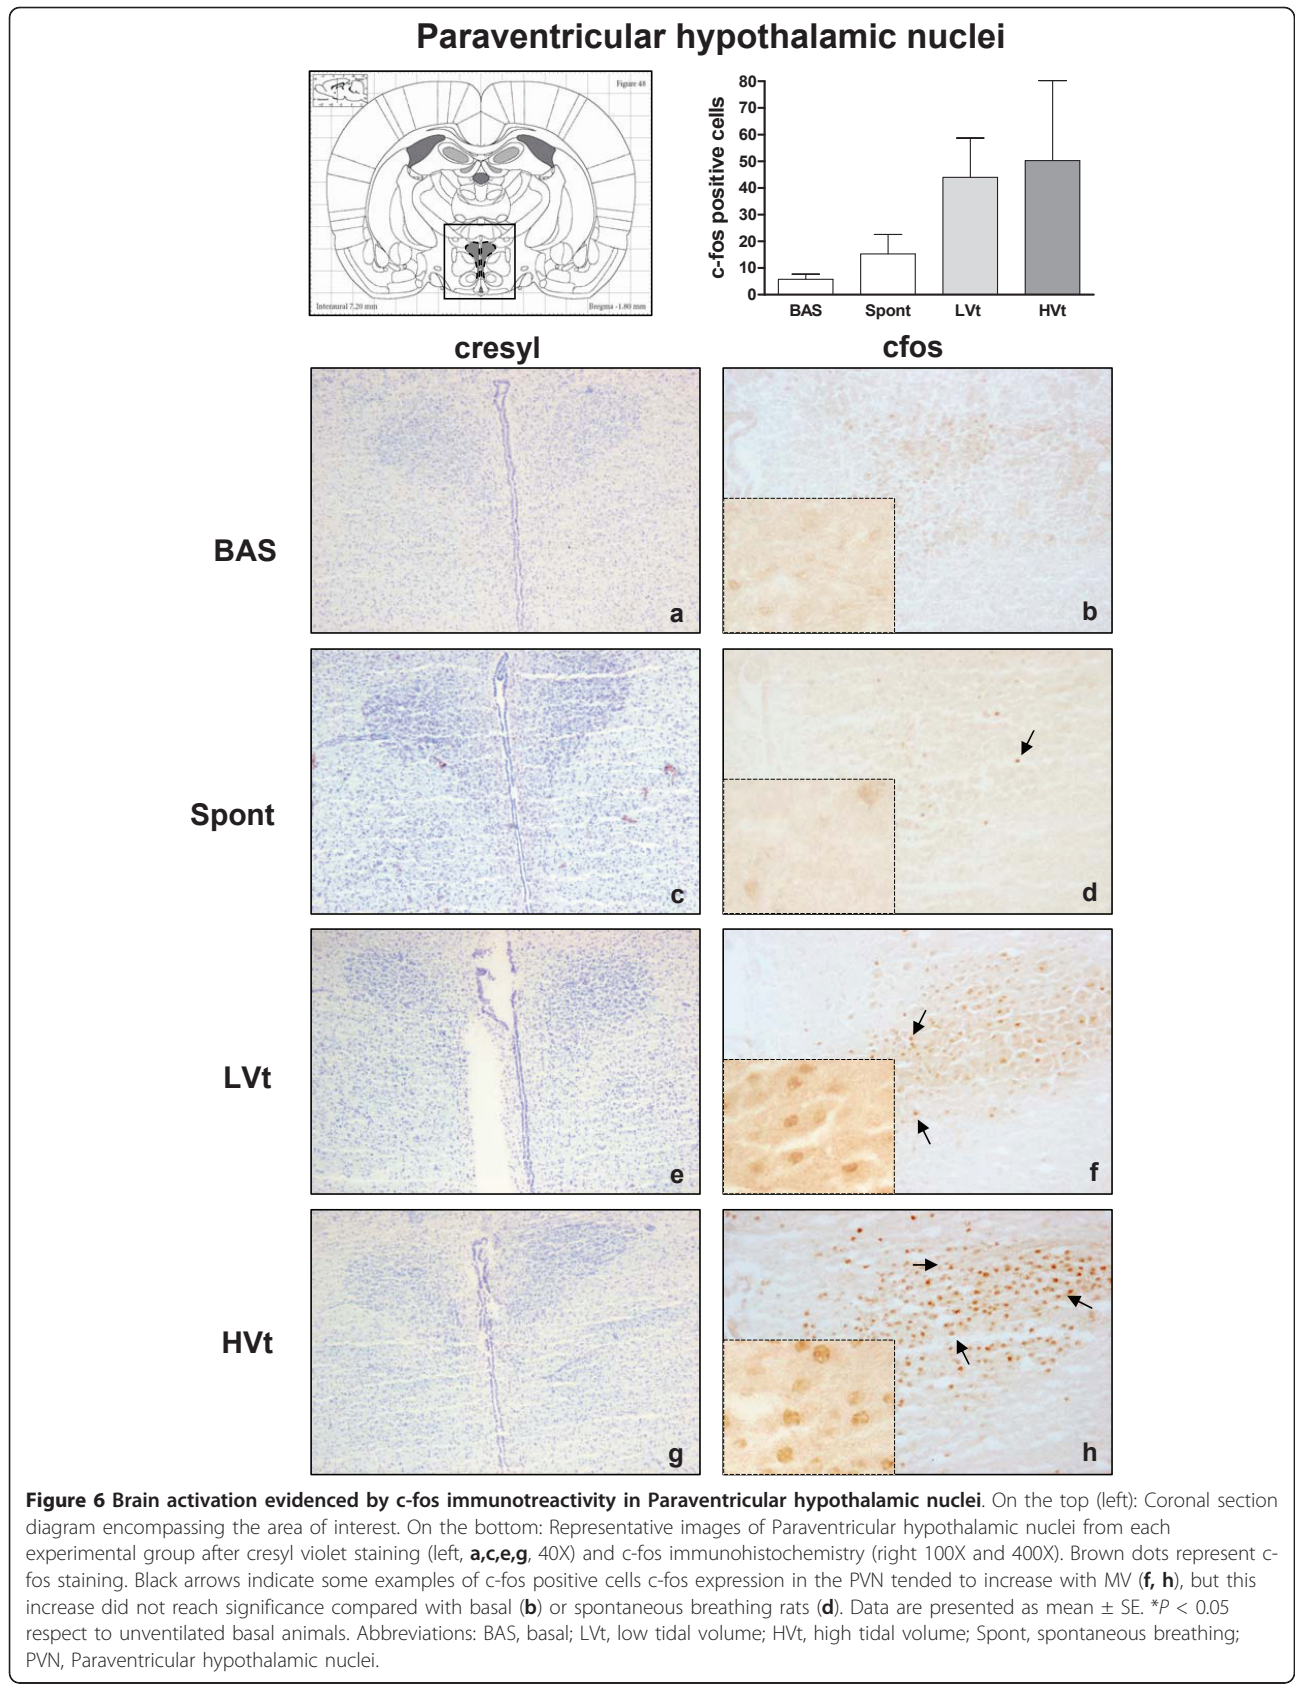 Paraventricular hypothalamic nuclei
Figure 48
Interaural 7.20 mm
Bregma -1.80 mm
c-fos positive cells
80
70
60
50
40
30
20
10
0
BAS Spont LVt HVt
cresyl cfos
BAS
a b
Spont
c d
LVt
e f
HVt
g h
Figure 6 Brain activation evidenced by c-fos immunotreactivity in Paraventricular hypothalamic nuclei. On the top (left): Coronal section
diagram encompassing the area of interest. On the bottom: Representative images of Paraventricular hypothalamic nuclei from each
experimental group after cresyl violet staining (left, a,c,e,g, 40X) and c-fos immunohistochemistry (right 100X and 400X). Brown dots represent c-
fos staining. Black arrows indicate some examples of c-fos positive cells c-fos expression in the PVN tended to increase with MV (f, h), but this
increase did not reach significance compared with basal (b) or spontaneous breathing rats (d). Data are presented as mean ± SE. *P < 0.05
respect to unventilated basal animals. Abbreviations: BAS, basal; LVt, low tidal volume; HVt, high tidal volume; Spont, spontaneous breathing;
PVN, Paraventricular hypothalamic nuclei.